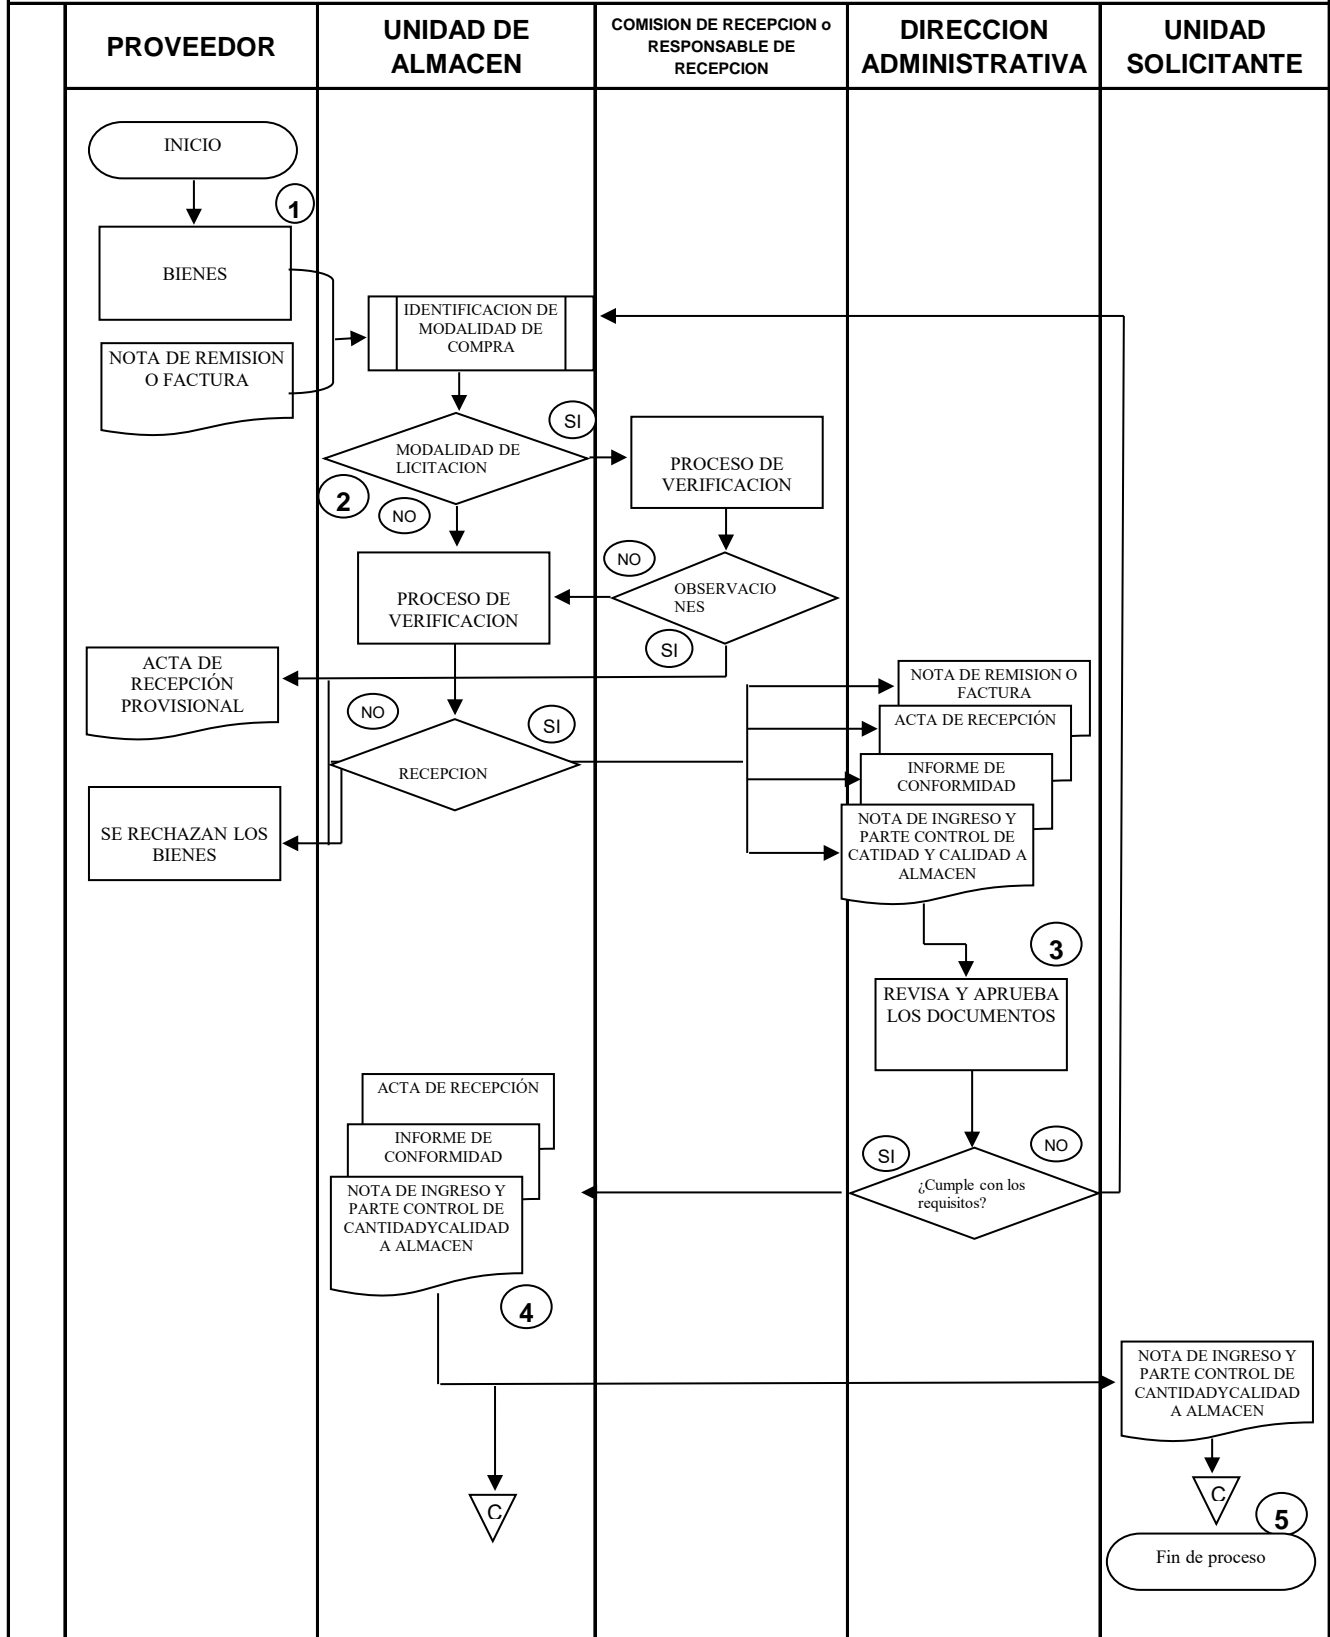 PROVEEDOR
UNIDAD DE
ALMACEN
COMISION DE RECEPCION o
RESPONSABLE DE
RECEPCION
DIRECCION
ADMINISTRATIVA
UNIDAD
SOLICITANTE
INICIO
1
BIENES
NOTA DE REMISION
O FACTURA
IDENTIFICACION DE
MODALIDAD DE
COMPRA
SI
MODALIDAD DE
LICITACION
2
NO
PROCESO DE
VERIFICACION
NO
OBSERVACIO
NES
SI
PROCESO DE
VERIFICACION
ACTA DE
RECEPCIÓN
PROVISIONAL
NO
SI
RECEPCION
SE RECHAZAN LOS
BIENES
NOTA DE REMISION O
FACTURA
ACTA DE RECEPCIÓN
INFORME DE
CONFORMIDAD
NOTA DE INGRESO Y
PARTE CONTROL DE
CATIDAD Y CALIDAD A
ALMACEN
3
REVISA Y APRUEBA
LOS DOCUMENTOS
SI
NO
¿Cumple con los
requisitos?
ACTA DE RECEPCIÓN
INFORME DE
CONFORMIDAD
NOTA DE INGRESO Y
PARTE CONTROL DE
CANTIDADYCALIDAD
A ALMACEN
4
NOTA DE INGRESO Y
PARTE CONTROL DE
CANTIDADYCALIDAD
A ALMACEN
C
C
5
Fin de proceso